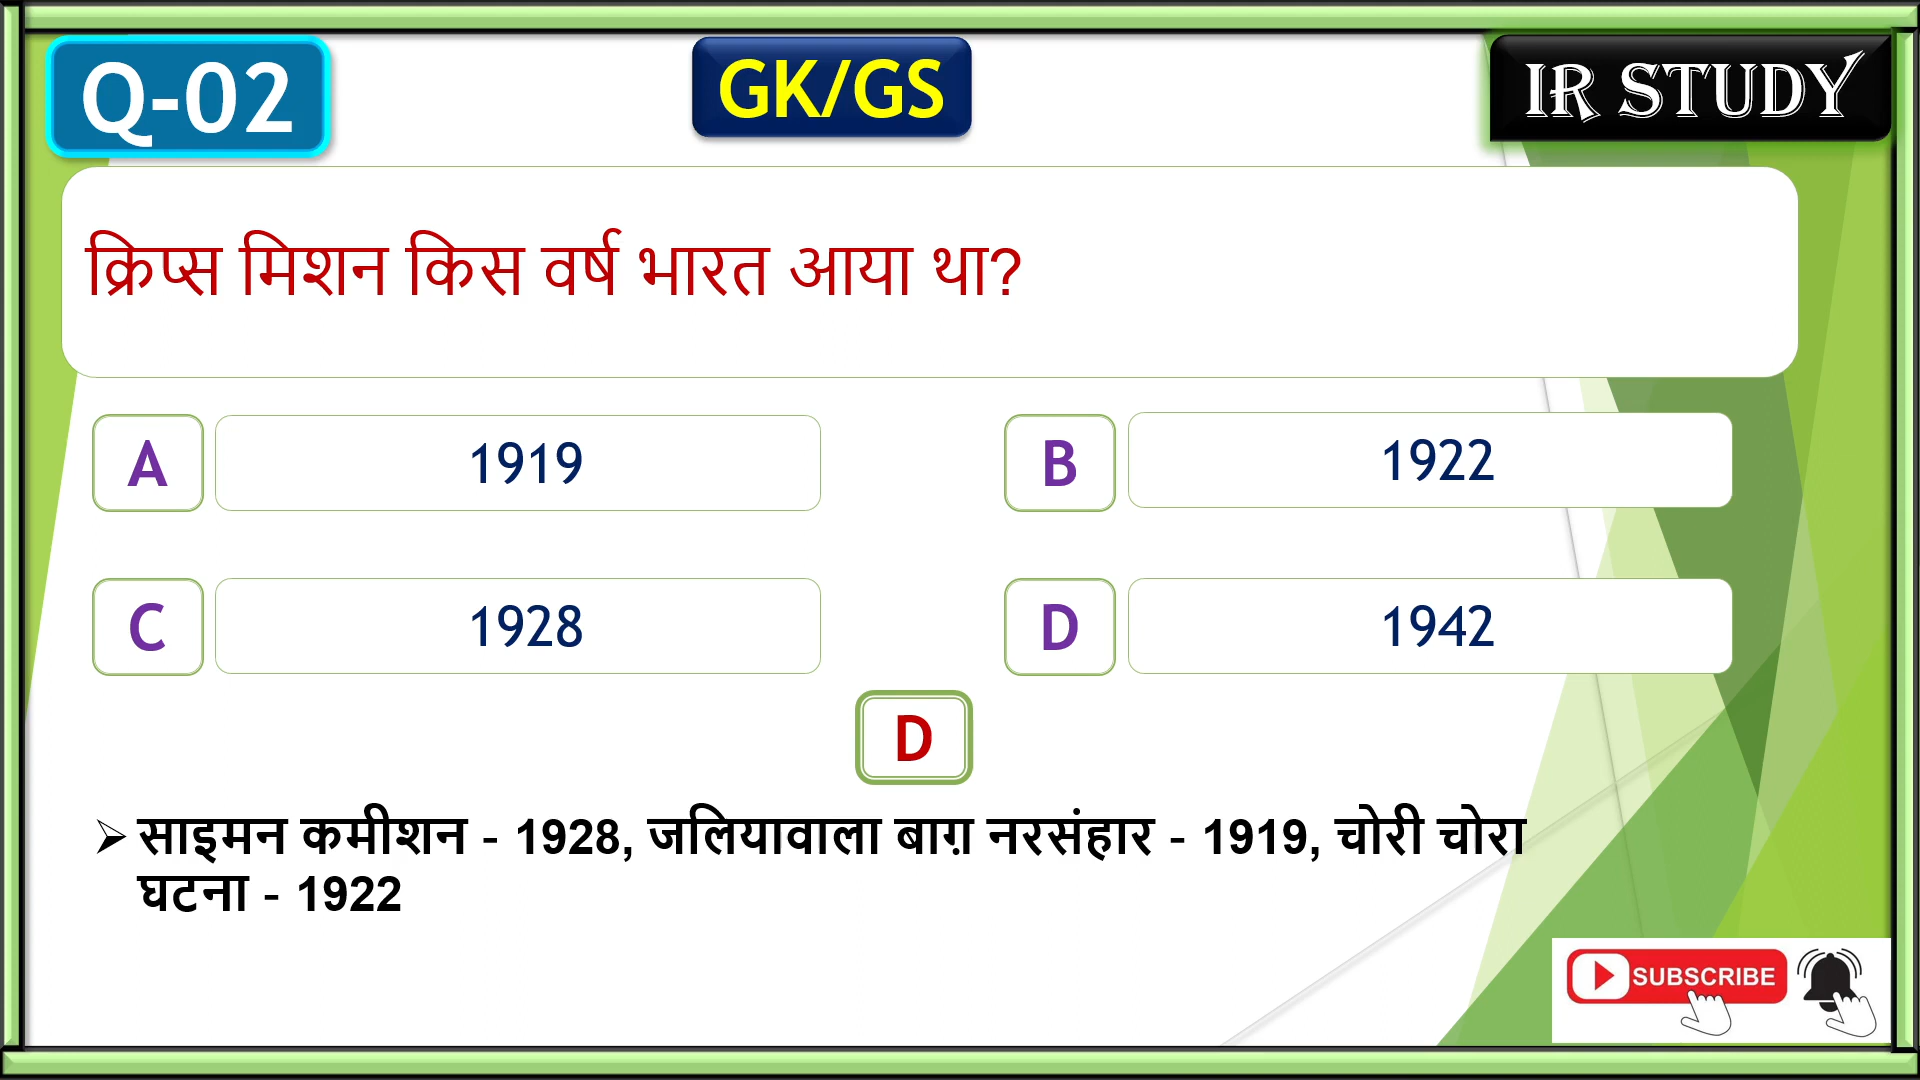 Q-02
GK/GS
IR STUDY
क्रिप्स मिशन किस वर्ष भारत आया था?
A
1919
B
1922
C
1928
D
1942
D
➢ साइमन कमीशन - 1928, जलियावाला बाग़ नरसंहार - 1919, चोरी चोरा
घटना - 1922
SUBSCRIBE